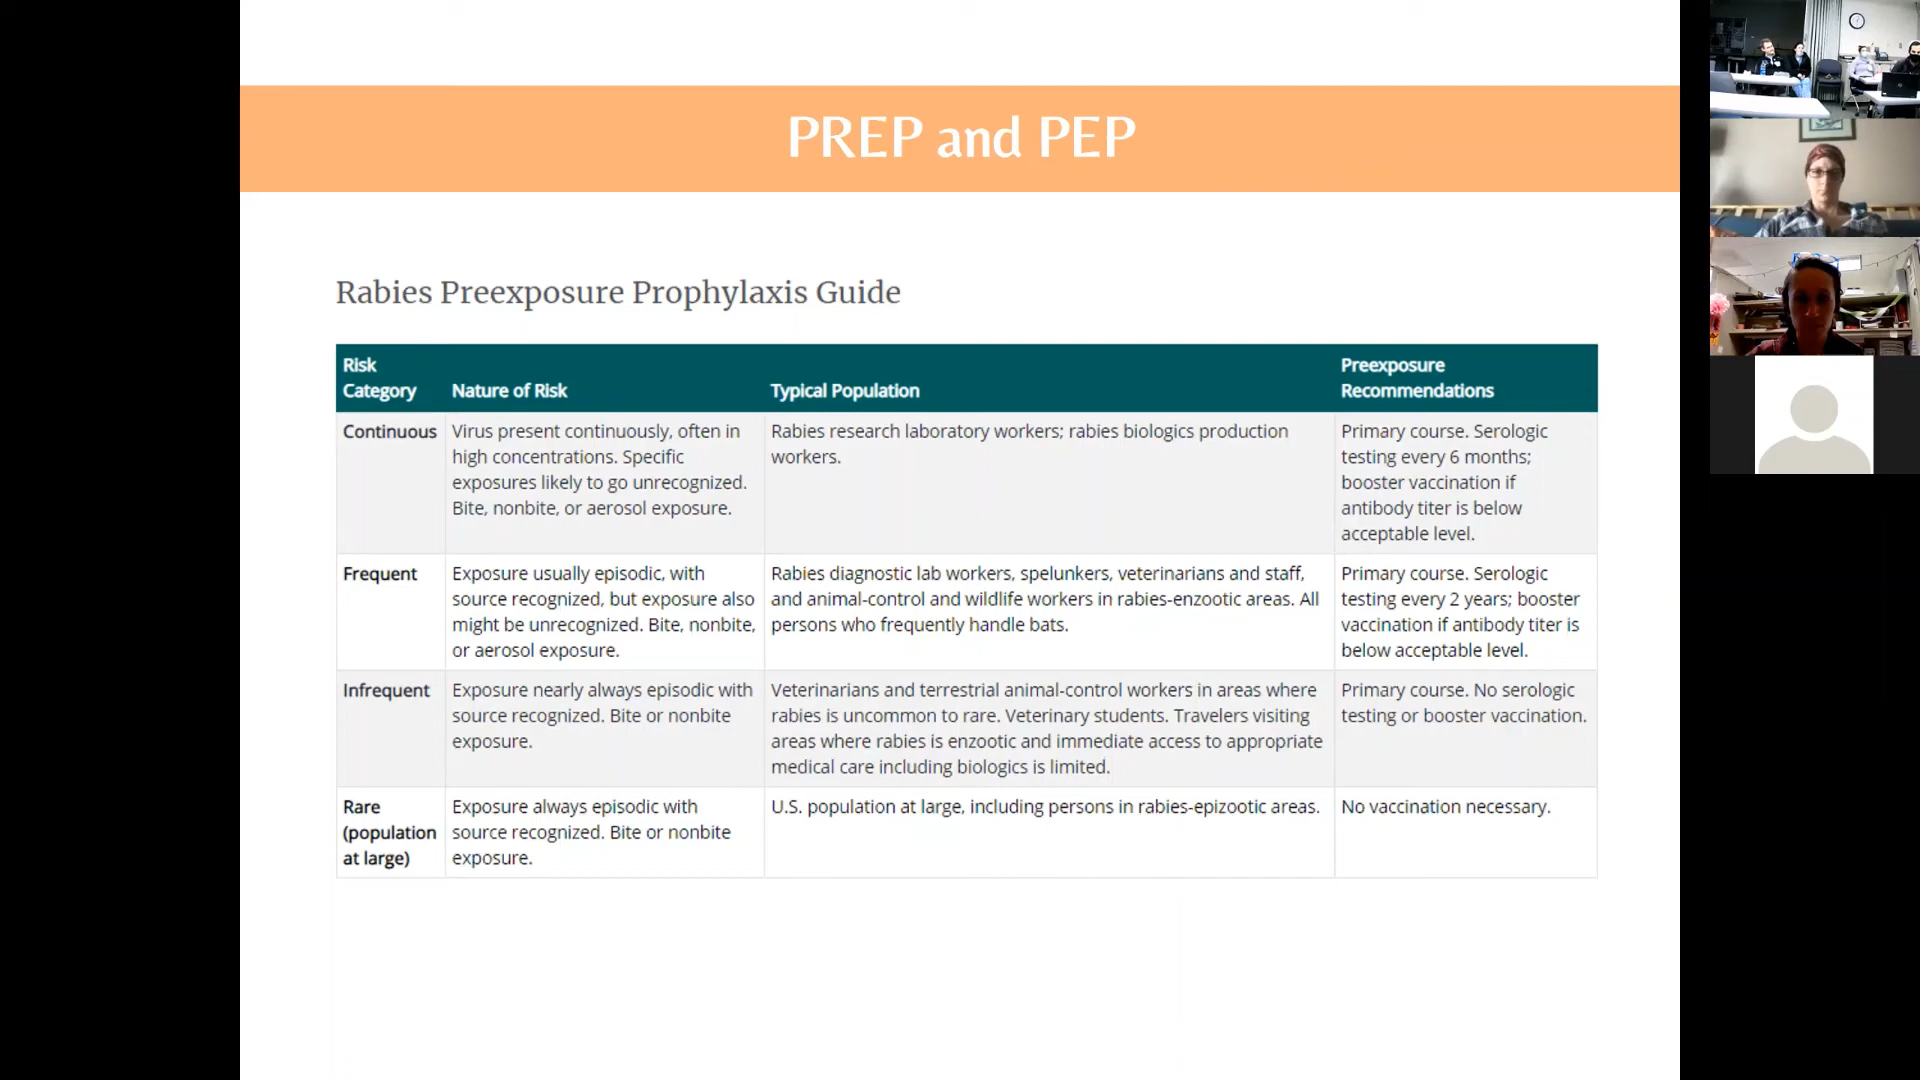 PREP and PEP
Rabies Preexposure Prophylaxis Guide
Risk
Category
Nature of Risk
Typical Population
Preexposure
Recommendations
Continuous
Virus present continuously, often in
high concentrations. Specific
exposures likely to go unrecognized.
Bite, nonbite, or aerosol exposure.
Rabies research laboratory workers; rabies biologics production
workers.
Primary course. Serologic
testing every 6 months;
booster vaccination if
antibody titer is below
acceptable level.
Frequent
Exposure usually episodic, with
source recognized, but exposure also
might be unrecognized. Bite, nonbite,
or aerosol exposure.
Rabies diagnostic lab workers, spelunkers, veterinarians and staff,
and animal-control and wildlife workers in rabies-enzootic areas. All
persons who frequently handle bats.
Primary course. Serologic
testing every 2 years; booster
vaccination if antibody titer is
below acceptable level.
Infrequent
Exposure nearly always episodic with
source recognized. Bite or nonbite
exposure.
Veterinarians and terrestrial animal-control workers in areas where
rabies is uncommon to rare. Veterinary students. Travelers visiting
areas where rabies is enzootic and immediate access to appropriate
medical care including biologics is limited.
Primary course. No serologic
testing or booster vaccination.
Rare
(population
at large)
Exposure always episodic with
source recognized. Bite or nonbite
exposure.
U.S. population at large, including persons in rabies-epizootic areas.
No vaccination necessary.